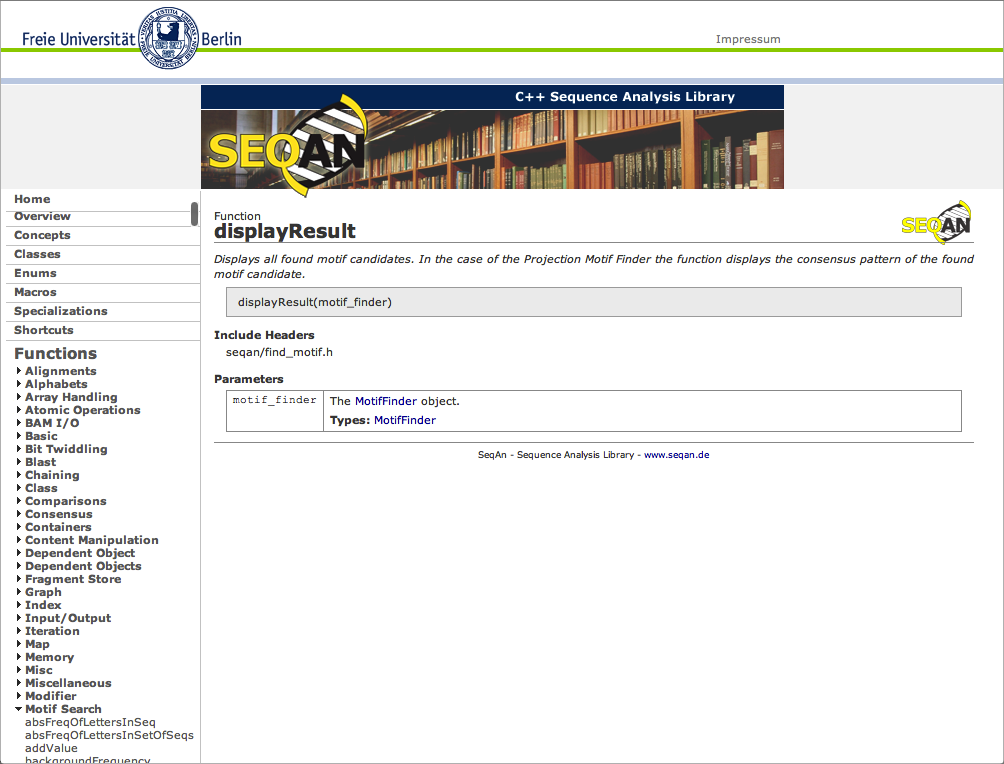 Freie Universität Berlin
Impressum
C++ Sequence Analysis Library
SEQAN
Home
Overview
Concepts
Classes
Enums
Macros
Specializations
Shortcuts
Functions
Alignments
Alphabets
Array Handling
Atomic Operations
BAM I/O
Basic
Bit Twiddling
Blast
Chaining
Class
Comparisons
Consensus
Containers
Content Manipulation
Dependent Object
Dependent Objects
Fragment Store
Graph
Index
Input/Output
Iteration
Map
Memory
Misc
Miscellaneous
Modifier
Motif Search
absFreqOfLettersInSeq
absFreqOfLettersInSetOfSeqs
addValue
backgroundFrequency
Function
displayResult
SEQAN
Displays all found motif candidates. In the case of the Projection Motif Finder the function displays the consensus pattern of the found
motif candidate.
displayResult(motif_finder)
Include Headers
seqan/find_motif.h
Parameters
motif_finder
The MotifFinder object.
Types: MotifFinder
SeqAn - Sequence Analysis Library - www.seqan.de